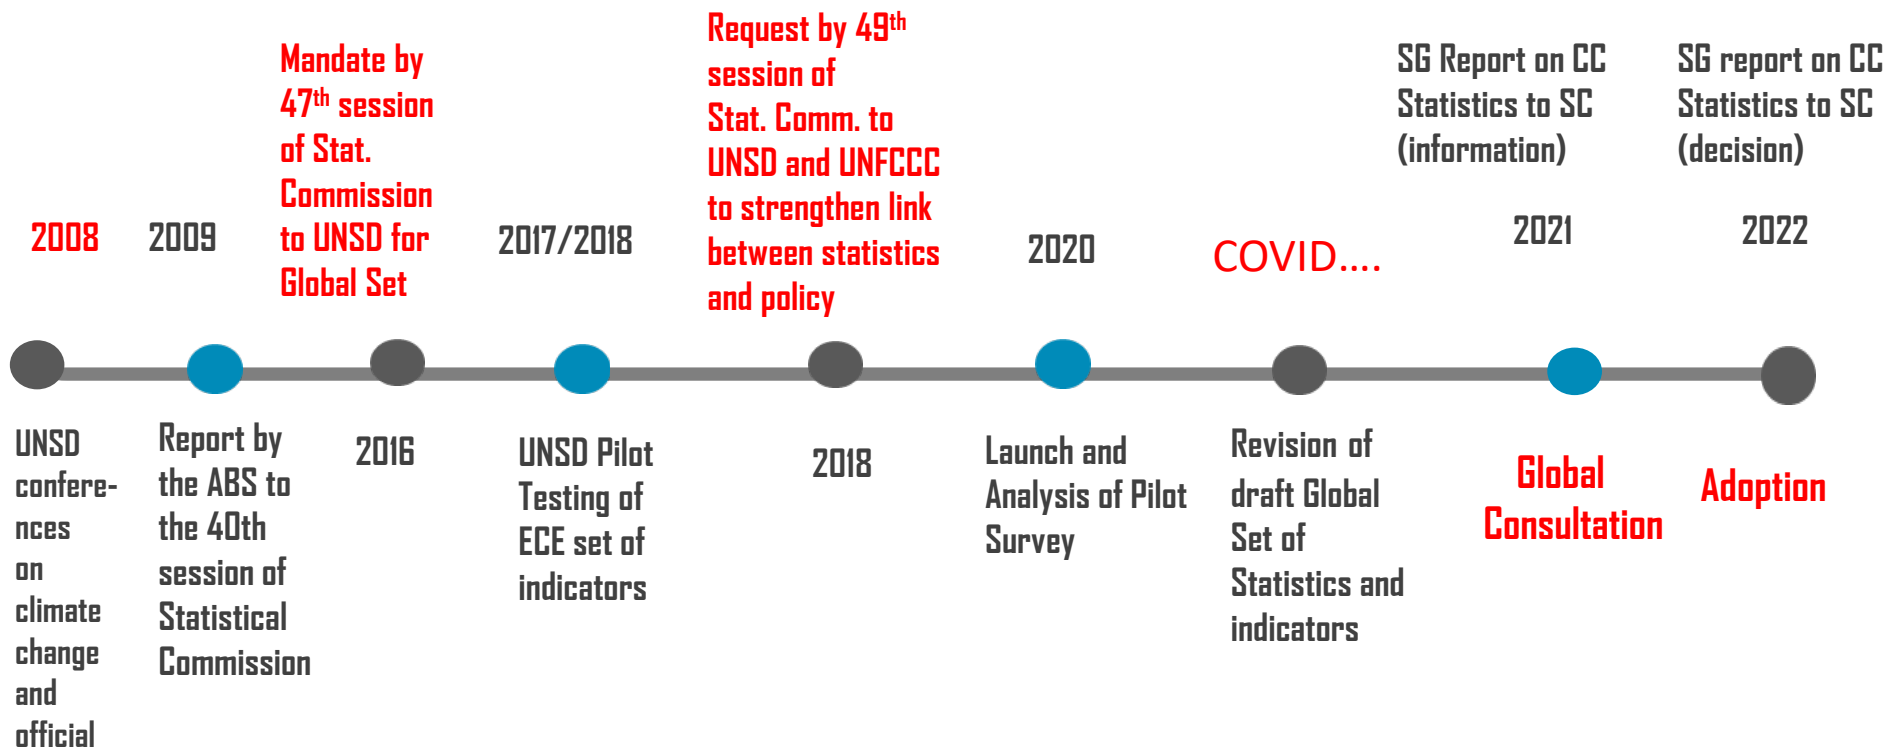 2008
UNSD
confere-
nces
on
climate
change
and
official
2009
Report by
the ABS to
the 40th
session of
Statistical
Commission
Mandate by
47th session
of Stat.
Commission
to UNSD for
Global Set
2016
2017/2018
UNSD Pilot
Testing of
ECE set of
indicators
Request by 49th
session of
Stat. Comm. to
UNSD and UNFCCC
to strengthen link
between statistics
and policy
2018
2020
Launch and
Analysis of Pilot
Survey
COVID....
Revision of
draft Global
Set of
Statistics and
indicators
SG Report on CC
Statistics to SC
(information)
2021
Global
Consultation
SG report on CC
Statistics to SC
(decision)
2022
Adoption